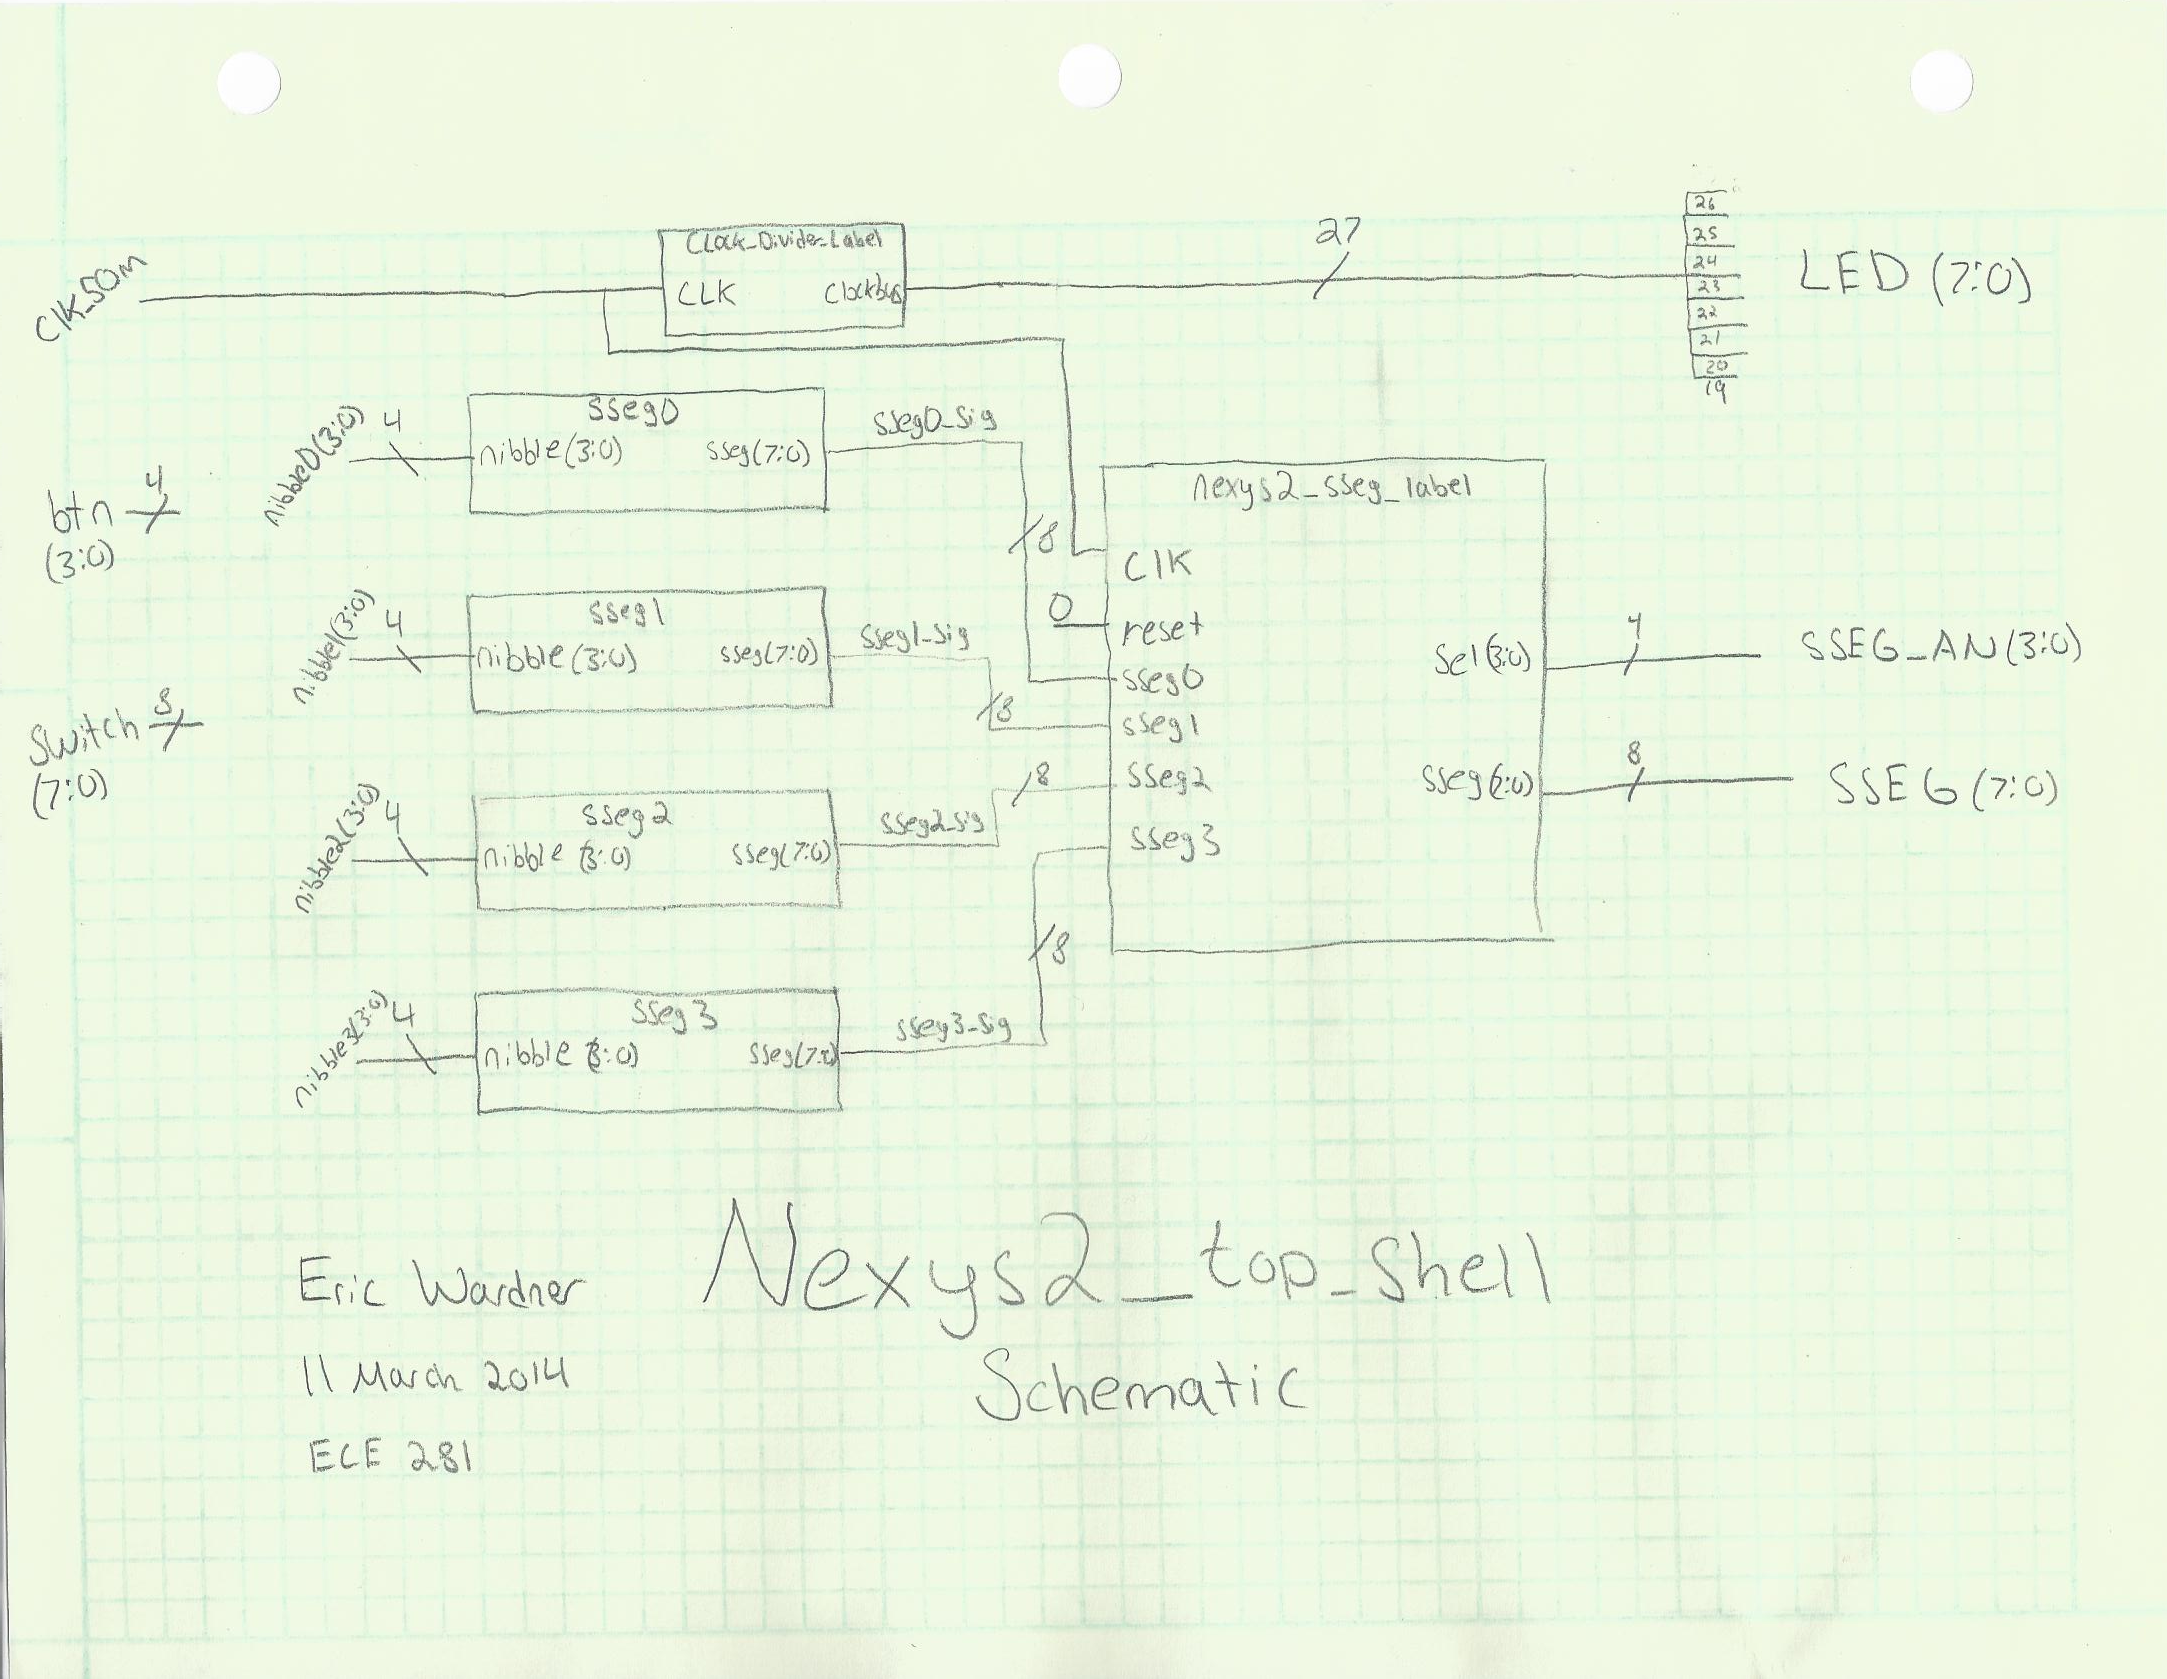 Clk_50m
Clock_Divider_Label
CLK
Clockbus
27
26
25
24
23
22
21
20
19
LED (7:0)
nibble0(3:0)
4
sseg0
nibble(3:0)
sseg(7:0)
sseg0_sig
8
btn
(3:0)
4
nibble1(3:0)
4
sseg1
nibble(3:0)
sseg(7:0)
sseg1_sig
8
switch
(7:0)
8
nibble2(3:0)
4
sseg2
nibble (3:0)
sseg(7:0)
sseg2_sig
8
nibble3(3:0)
4
sseg3
nibble (3:0)
sseg(7:0)
sseg3_sig
8
nexys2_sseg_label
Clk
0
reset
sseg0
sseg1
sseg2
sseg3
Sel(3:0)
4
SSEG_AN(3:0)
sseg(7:0)
8
SSEG(7:0)
Nexys2_top_shell
Schematic
Eric Wardner
11 March 2014
ECE 281